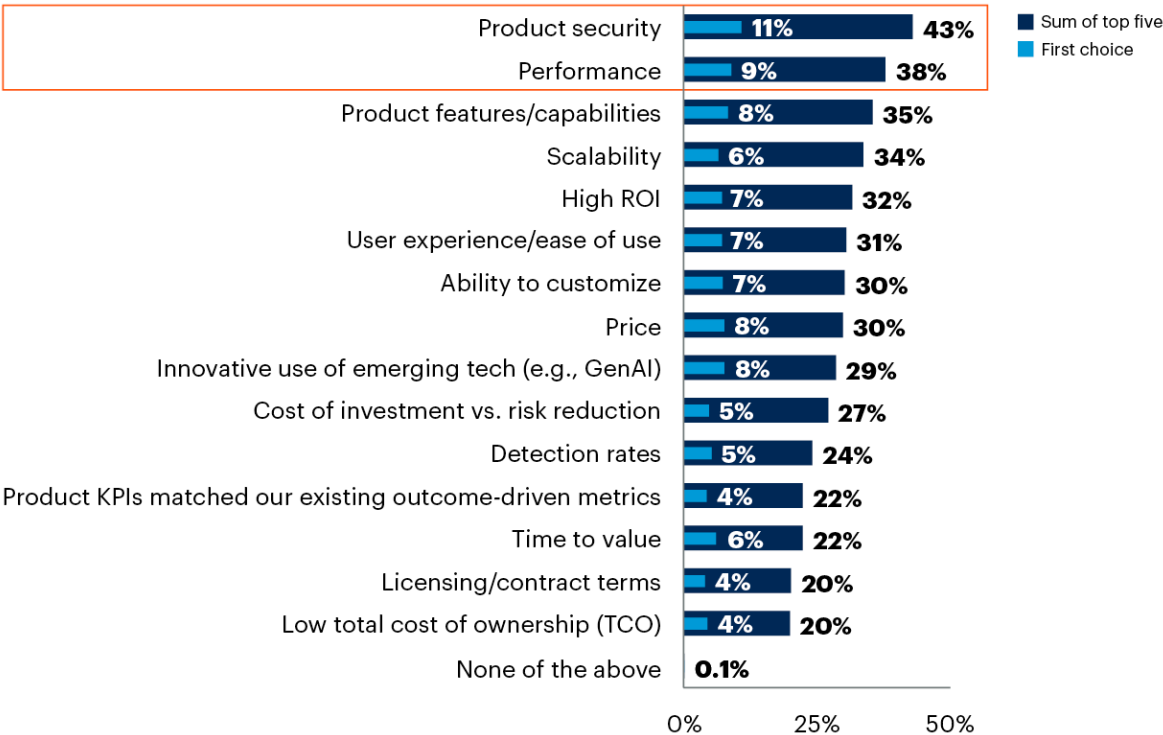 Product security 11% 43%
Performance 9% 38%
Product features/capabilities 8% 35%
Scalability 6% 34%
High ROI 7% 32%
User experience/ease of use 7% 31%
Ability to customize 7% 30%
Price 8% 30%
Innovative use of emerging tech (e.g., GenAI) 8% 29%
Cost of investment vs. risk reduction 5% 27%
Detection rates 5% 24%
Product KPIs matched our existing outcome-driven metrics 4% 22%
Time to value 6% 22%
Licensing/contract terms 4% 20%
Low total cost of ownership (TCO) 4% 20%
None of the above 0.1%
0% 25% 50%
Sum of top five
First choice